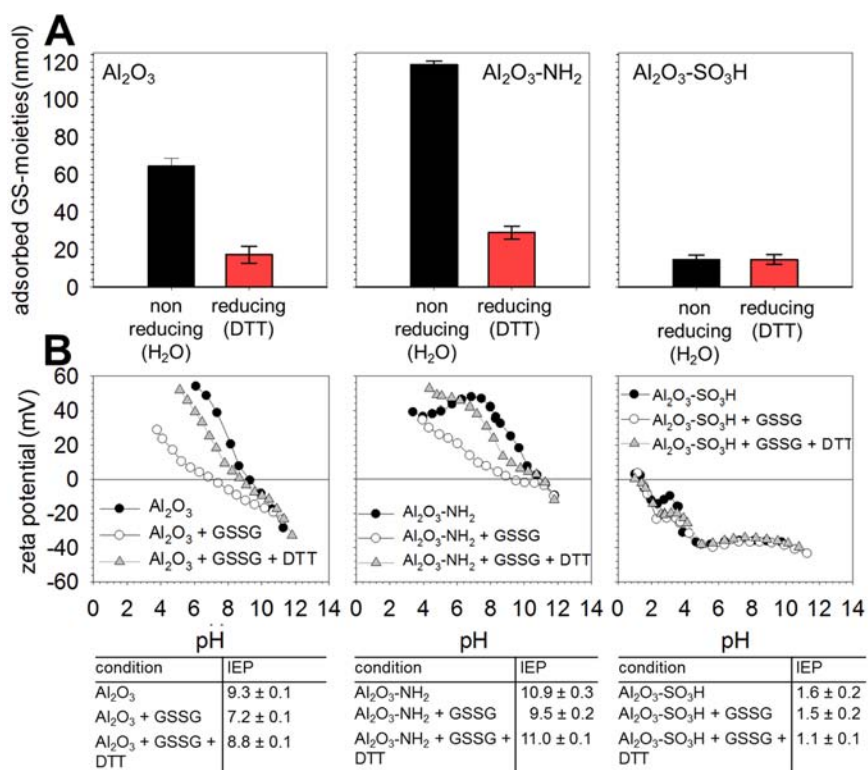 A
Al₂O₃
Al₂O₃-NH₂
Al₂O₃-SO₃H
adsorbed GS-moieties (nmol)
120
100
80
60
40
20
0
non reducing (H₂O)
reducing (DTT)
non reducing (H₂O)
reducing (DTT)
non reducing (H₂O)
reducing (DTT)
B
zeta potential (mV)
60
40
20
0
-20
-40
-60
Al₂O₃
Al₂O₃ + GSSG
Al₂O₃ + GSSG + DTT
Al₂O₃-NH₂
Al₂O₃-NH₂ + GSSG
Al₂O₃-NH₂ + GSSG + DTT
Al₂O₃-SO₃H
Al₂O₃-SO₃H + GSSG
Al₂O₃-SO₃H + GSSG + DTT
0 2 4 6 8 10 12 14
0 2 4 6 8 10 12 14
0 2 4 6 8 10 12 14
pH
pH
pH
condition IEP
Al₂O₃ 9.3 ± 0.1
Al₂O₃ + GSSG 7.2 ± 0.1
Al₂O₃ + GSSG + 8.8 ± 0.1
DTT
condition IEP
Al₂O₃-NH₂ 10.9 ± 0.3
Al₂O₃-NH₂ + GSSG 9.5 ± 0.2
Al₂O₃-NH₂ + GSSG + 11.0 ± 0.1
DTT
condition IEP
Al₂O₃-SO₃H 1.6 ± 0.2
Al₂O₃-SO₃H + GSSG 1.5 ± 0.2
Al₂O₃-SO₃H + GSSG + 1.1 ± 0.1
DTT